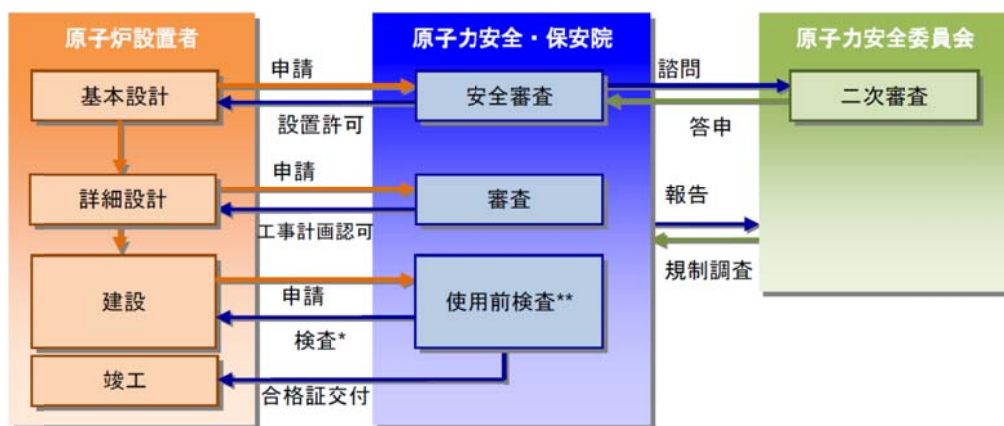 原子炉設置者
原子力安全・保安院
原子力安全委員会
申請
諮問
基本設計
安全審査
二次審査
設置許可
答申
申請
詳細設計
審査
報告
工事計画認可
規制調査
建設
申請
使用前検査**
検査*
竣工
合格証交付